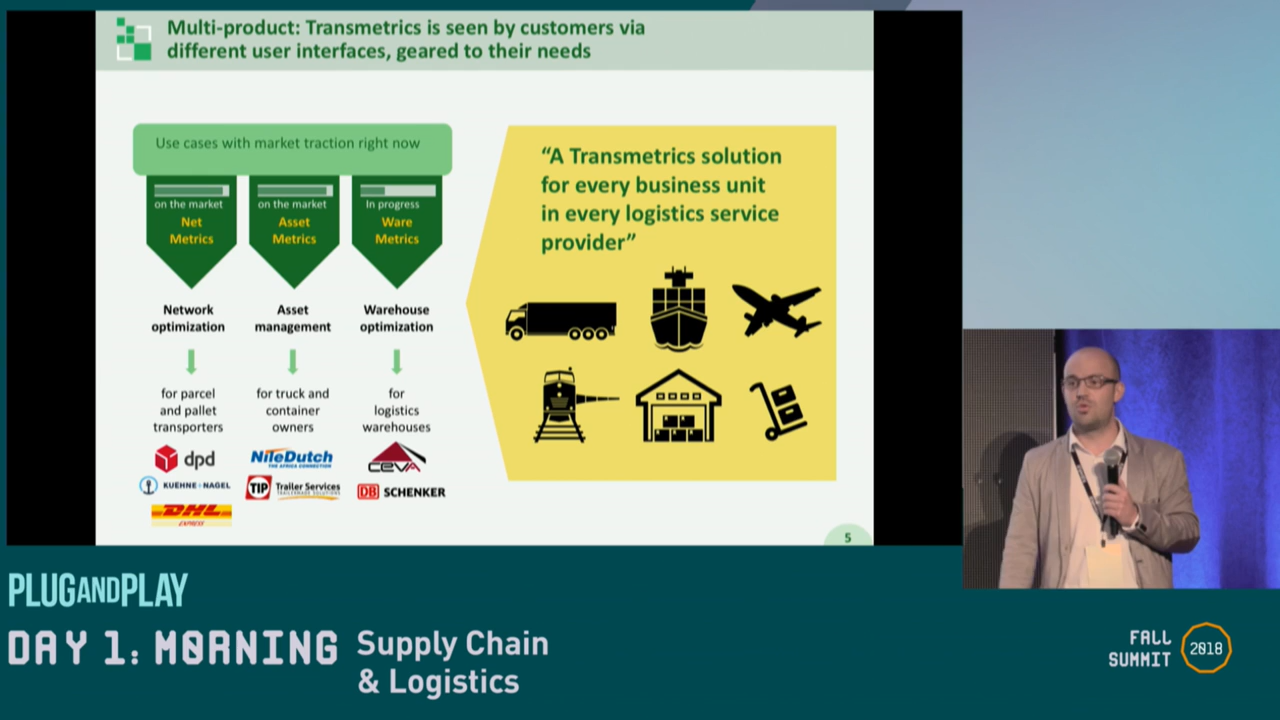 Multi-product: Transmetrics is seen by customers via
different user interfaces, geared to their needs
Use cases with market traction right now
on the market
Net
Metrics
on the market
Asset
Metrics
In progress
Ware
Metrics
Network
optimization
Asset
management
Warehouse
optimization
for parcel
and pallet
transporters
for truck and
container
owners
for
logistics
warehouses
dpd
KUEHNE+NAGEL
DHL
EXPRESS
NileDutch
THE AFRICA CONNECTION
TIP Trailer Services
CEVA
DB SCHENKER
“A Transmetrics solution
for every business unit
in every logistics service
provider”
5
PLUGANDPLAY
DAY 1: MORNING
Supply Chain
& Logistics
FALL
SUMMIT
2018